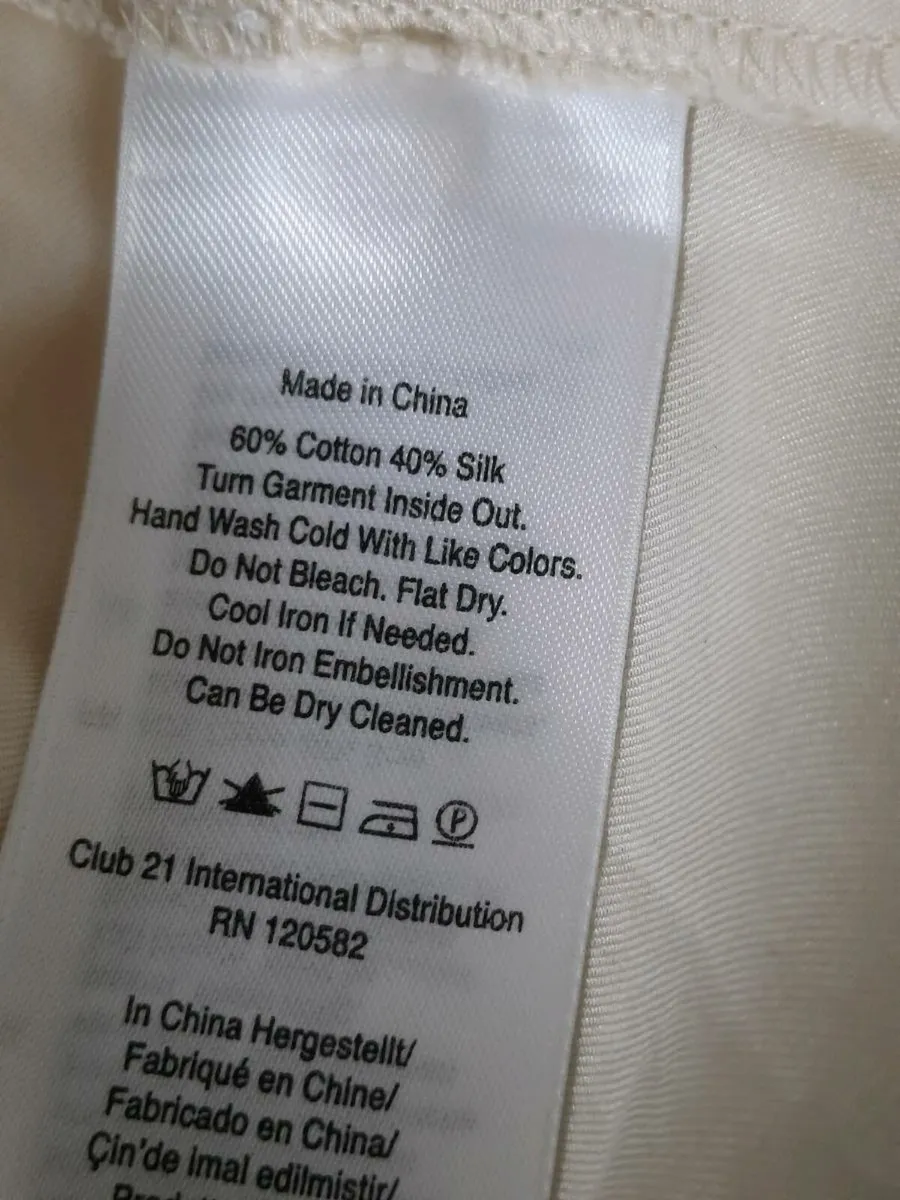 Made in China
60% Cotton 40% Silk
Turn Garment Inside Out.
Hand Wash Cold With Like Colors.
Do Not Bleach. Flat Dry.
Cool Iron If Needed.
Do Not Iron Embellishment.
Can Be Dry Cleaned.
P
Club 21 International Distribution
RN 120582
In China Hergestellt/
Fabriqué en Chine/
Fabricado en China/
Çin'de imal edilmistir/